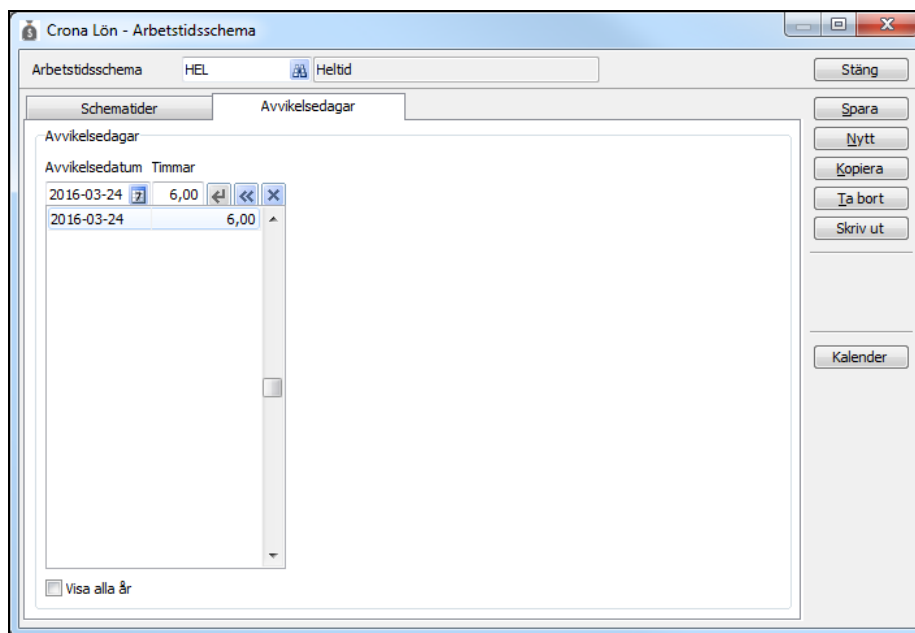 Crona Lön - Arbetstidsschema
Arbetstidsschema HEL Heltid Stäng
Schematider Avvikelsedagar
Avvikelsedagar
Avvikelsedatum Timmar
2016-03-24 7 6,00
2016-03-24 6,00
Visa alla år
Spara
Nytt
Kopiera
Ta bort
Skriv ut
Kalender